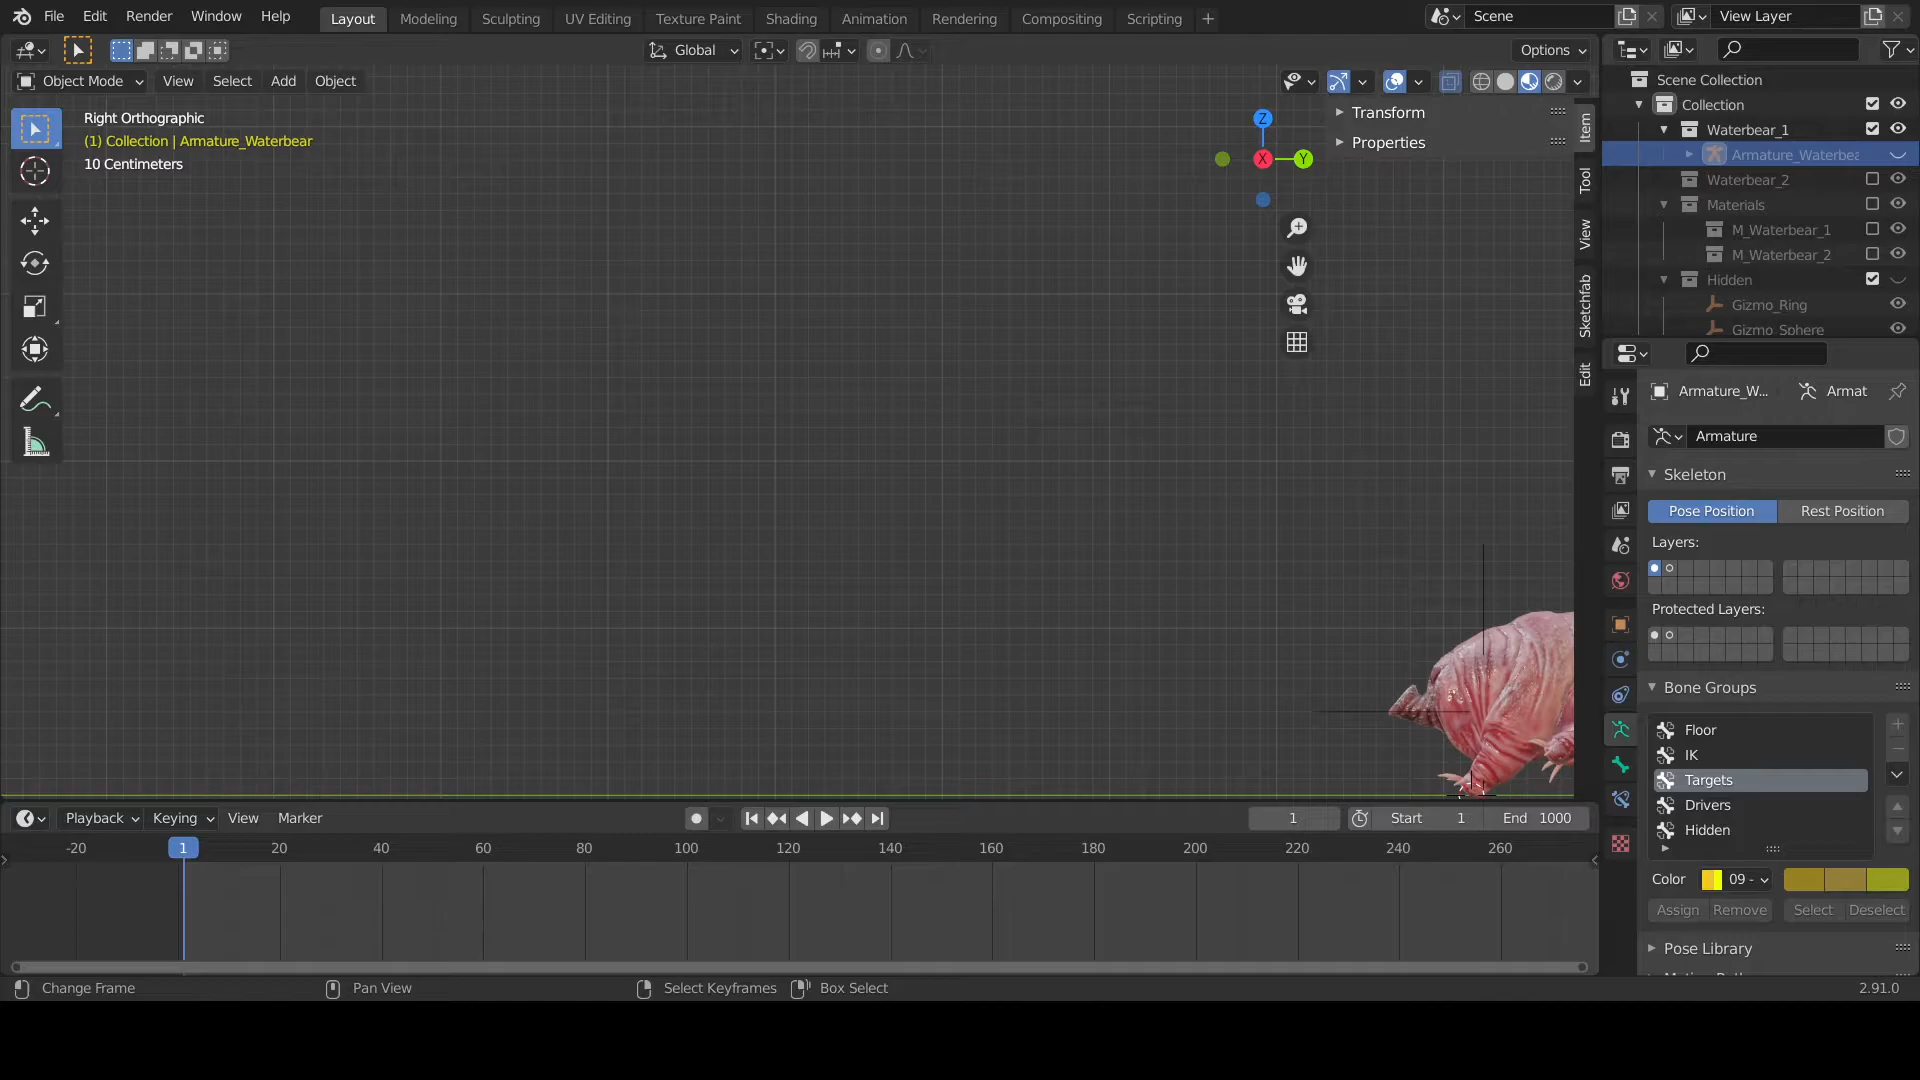 File Edit Render Window Help Layout Modeling Sculpting UV Editing Texture Paint Shading Animation Rendering Compositing Scripting + Scene View Layer
Global Options
Object Mode View Select Add Object
Right Orthographic
(1) Collection | Armature_Waterbear
10 Centimeters
Z
X
Y
Transform
Properties
Item
Tool
View
Sketchfab
Edit
Scene Collection
Collection
Waterbear_1
Armature_Waterbea
Waterbear_2
Materials
M_Waterbear_1
M_Waterbear_2
Hidden
Gizmo_Ring
Gizmo_Sphere
Armature_W... Armat
Armature
Skeleton
Pose Position Rest Position
Layers:
Protected Layers:
Bone Groups
Floor
IK
Targets
Drivers
Hidden
Color 09 -
Assign Remove Select Deselect
Pose Library
Playback Keying View Marker 1 Start 1 End 1000
-20 1 20 40 60 80 100 120 140 160 180 200 220 240 260
Change Frame Pan View Select Keyframes Box Select 2.91.0